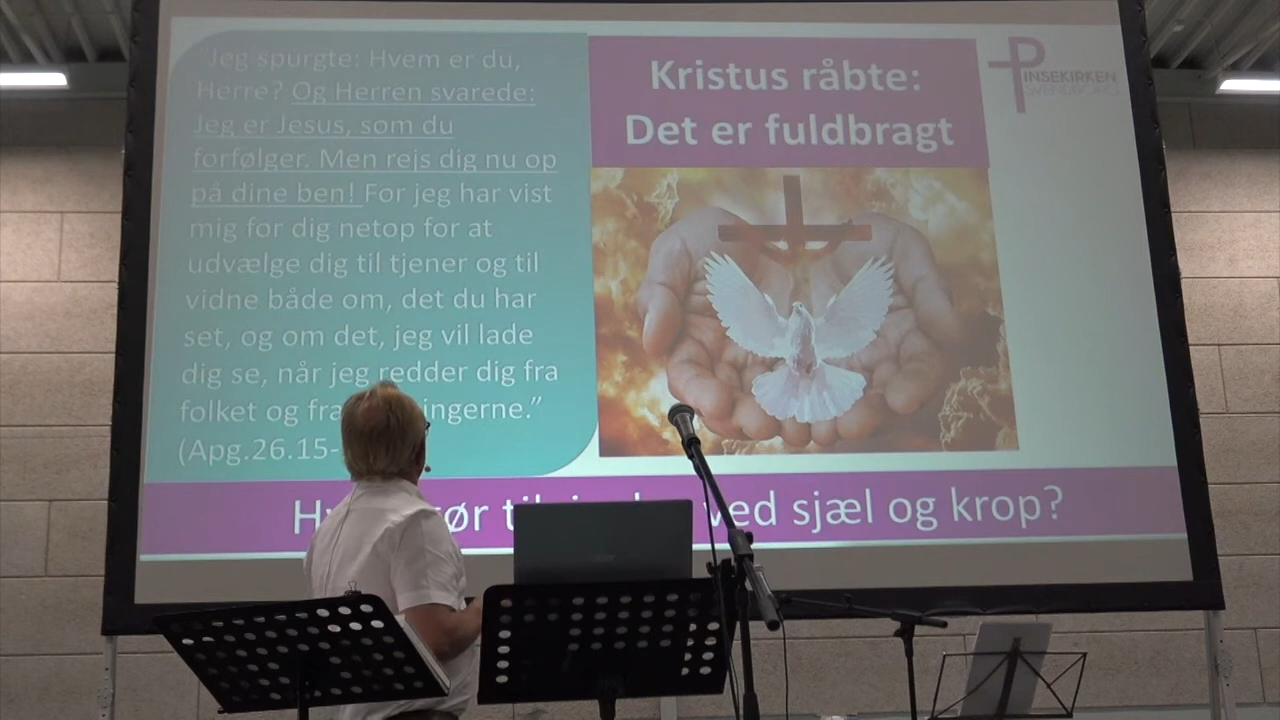 "Jeg spurgte: Hvem er du,
Herre? Og Herren svarede:
Jeg er Jesus, som du
forfølger. Men rejs dig nu op
på dine ben! For jeg har vist
mig for dig netop for at
udvælge dig til tjener og til
vidne både om, det du har
set, og om det, jeg vil lade
dig se, når jeg redder dig fra
folket og fra ingerne."
(Apg.26.15-
Kristus råbte:
Det er fuldbragt
PINSEKIRKEN
SVENDBORG
ved sjæl og krop?